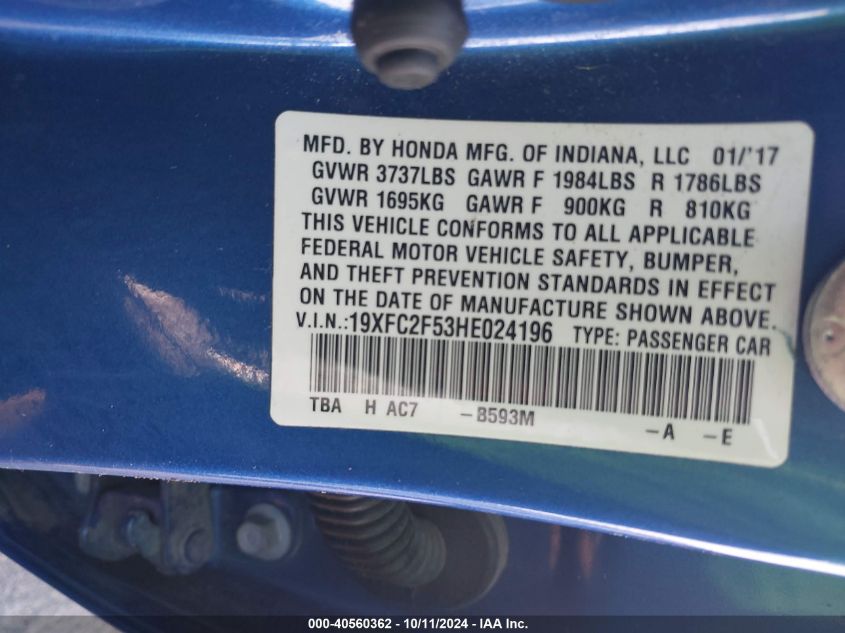 MFD. BY HONDA MFG. OF INDIANA, LLC 01/'17
GVWR 3737LBS GAWR F 1984LBS R 1786LBS
GVWR 1695KG GAWR F 900KG R 810KG
THIS VEHICLE CONFORMS TO ALL APPLICABLE
FEDERAL MOTOR VEHICLE SAFETY, BUMPER,
AND THEFT PREVENTION STANDARDS IN EFFECT
ON THE DATE OF MANUFACTURE SHOWN ABOVE.
V.I.N.:19XFC2F53HE024196 TYPE: PASSENGER CAR
TBA H AC7 -B593M -A -E
000-40560362 - 10/11/2024 - IAA Inc.